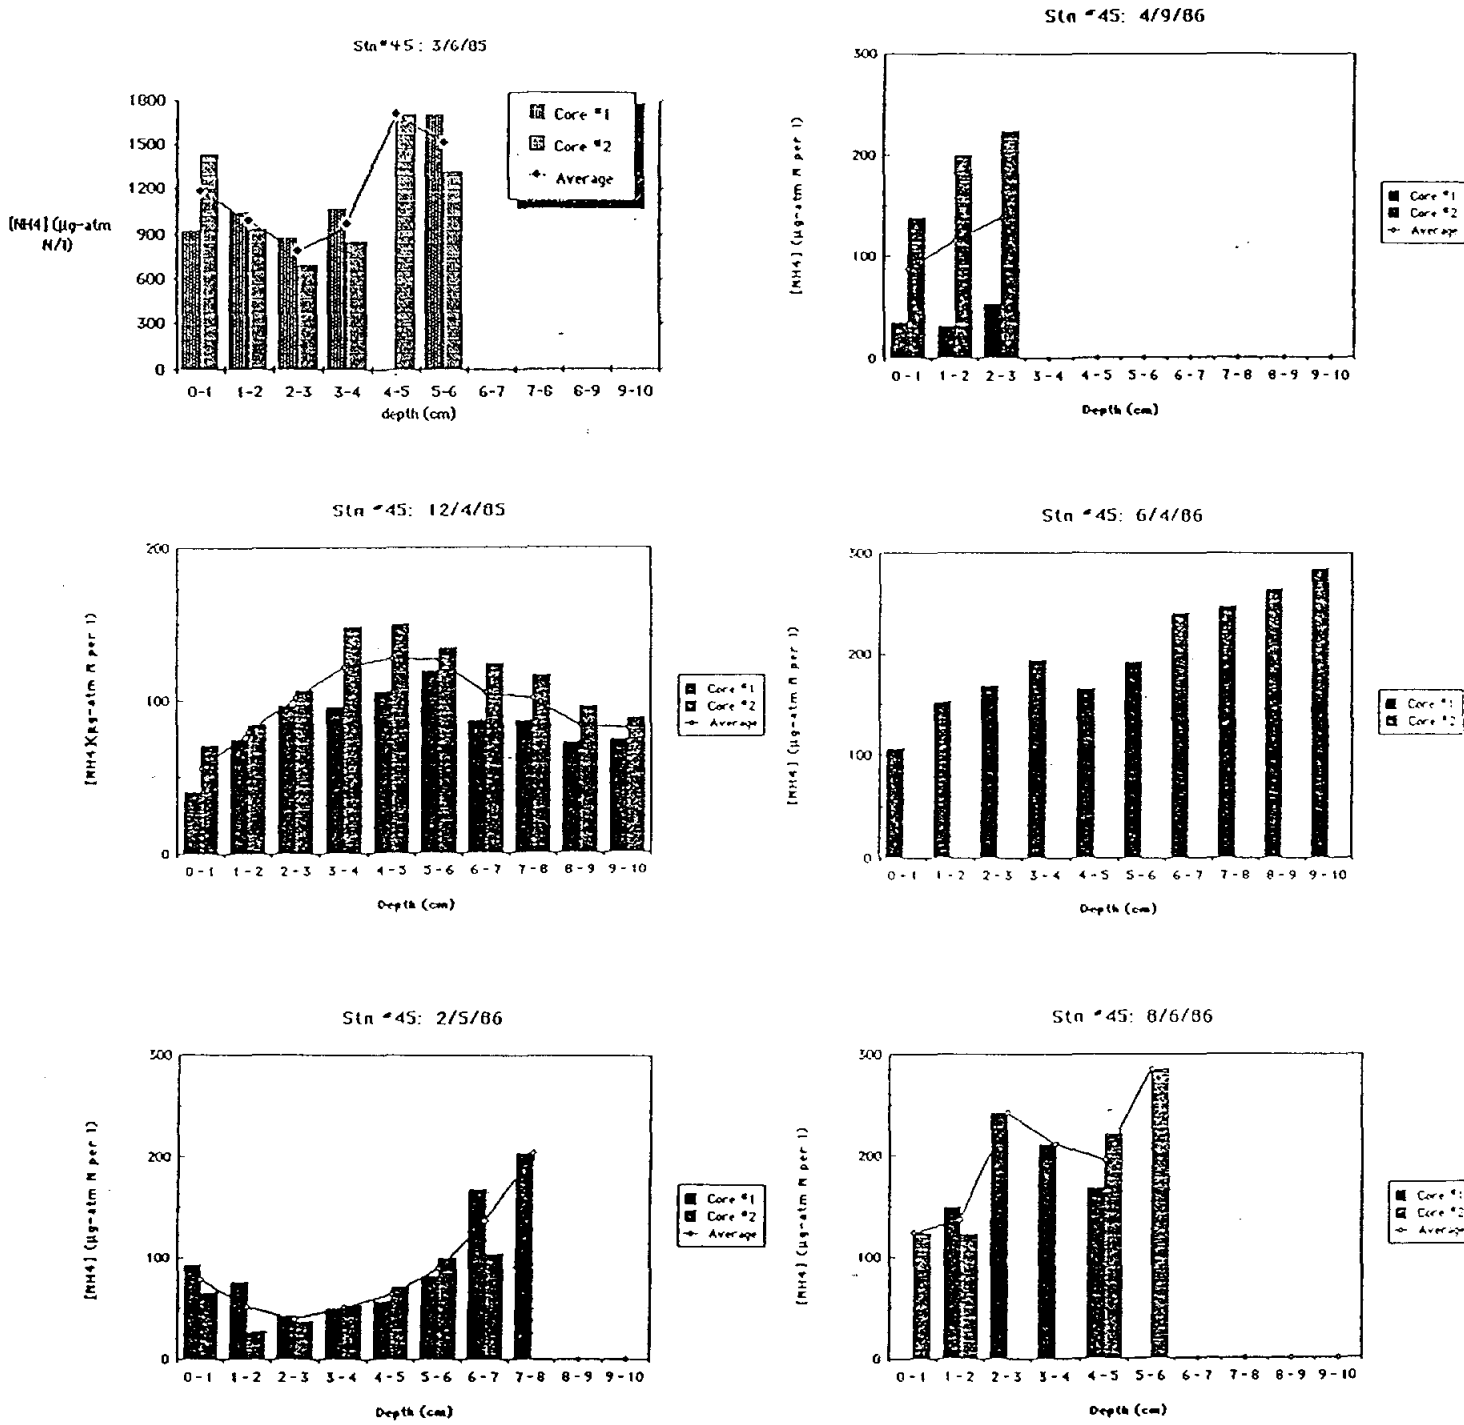 Stn #45: 3/6/85
1800
1500
1200
900
600
300
0
[NH4] (µg-atm
N/l)
Core #1
Core #2
Average
0-1 1-2 2-3 3-4 4-5 5-6 6-7 7-8 8-9 9-10
depth (cm)
Stn #45: 4/9/86
300
200
100
0
[NH4] (µg-atm N per l)
Core #1
Core #2
Average
0-1 1-2 2-3 3-4 4-5 5-6 6-7 7-8 8-9 9-10
Depth (cm)
Stn #45: 12/4/85
200
100
0
[NH4](µg-atm N per l)
Core #1
Core #2
Average
0-1 1-2 2-3 3-4 4-5 5-6 6-7 7-8 8-9 9-10
Depth (cm)
Stn #45: 6/4/86
300
200
100
0
[NH4] (µg-atm N per l)
Core #1
Core #2
0-1 1-2 2-3 3-4 4-5 5-6 6-7 7-8 8-9 9-10
Depth (cm)
Stn #45: 2/5/86
300
200
100
0
[NH4] (µg-atm N per l)
Core #1
Core #2
Average
0-1 1-2 2-3 3-4 4-5 5-6 6-7 7-8 8-9 9-10
Depth (cm)
Stn #45: 8/6/86
300
200
100
0
[NH4] (µg-atm N per l)
Core #1
Core #2
Average
0-1 1-2 2-3 3-4 4-5 5-6 6-7 7-8 8-9 9-10
Depth (cm)